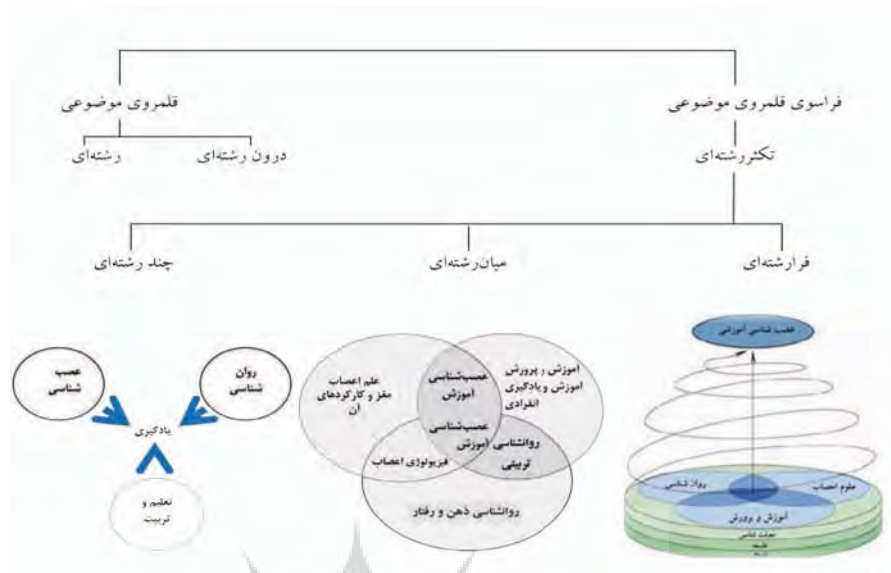 فراسوی قلمروی موضوعی
قلمروی موضوعی
تکثررشته‌ای
درون رشته‌ای
رشته‌ای
فرارشته‌ای
میان‌رشته‌ای
چند رشته‌ای
عصب شناسی آموزشی
روان شناسی
علوم اعصاب
آموزش و پرورش
معرفت شناسی
فلسفه
علم اعصاب
مغز و کارکردهای
آن
عصب‌شناسی
آموزش
آموزش و پرورش
آموزش و یادگیری
انفرادی
عصب‌شناسی
آموزش
روانشناسی
تربیتی
فیزیولوژی اعصاب
روانشناسی ذهن و رفتار
روان
شناسی
عصب
شناسی
یادگیری
تعلیم و
تربیت